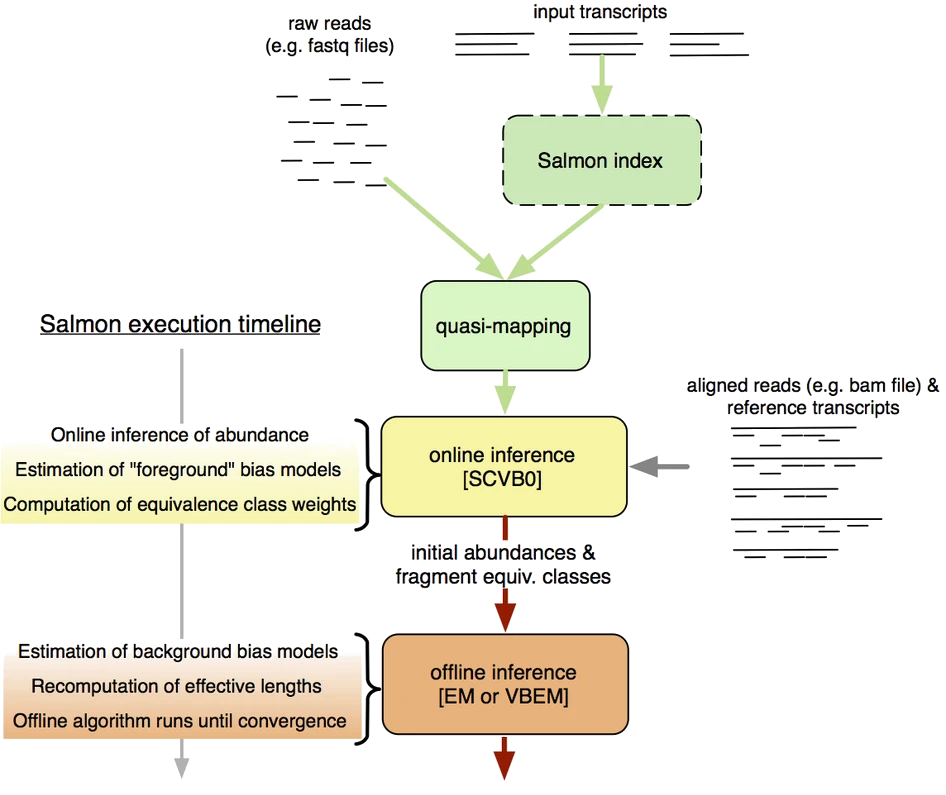 raw reads
(e.g. fastq files)
input transcripts
Salmon index
quasi-mapping
Salmon execution timeline
aligned reads (e.g. bam file) &
reference transcripts
Online inference of abundance
Estimation of "foreground" bias models
Computation of equivalence class weights
online inference
[SCVB0]
initial abundances &
fragment equiv. classes
Estimation of background bias models
Recomputation of effective lengths
Offline algorithm runs until convergence
offline inference
[EM or VBEM]